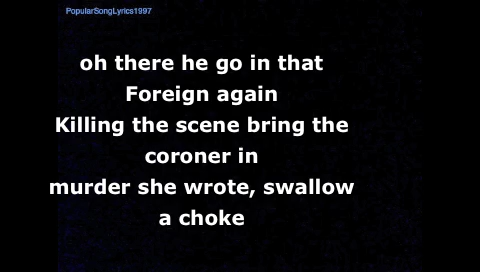 PopularSongLyrics1997
oh there he go in that
Foreign again
Killing the scene bring the
coroner in
murder she wrote, swallow
a choke